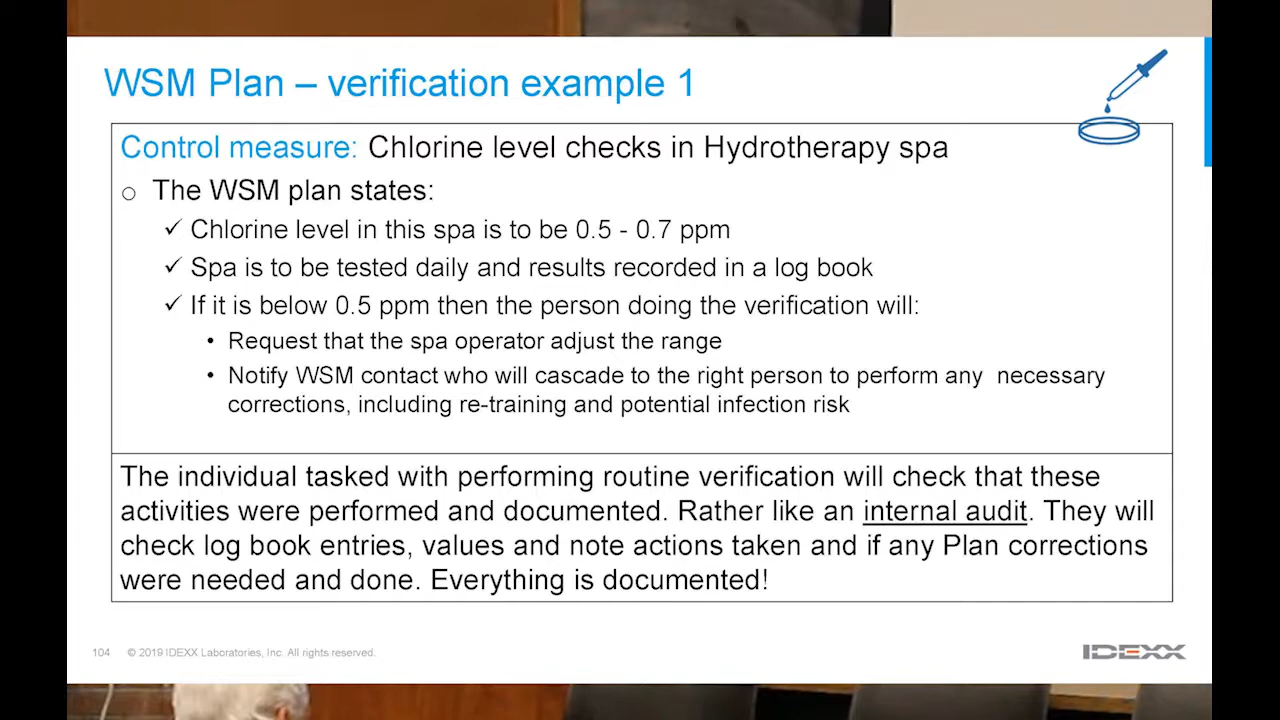 WSM Plan – verification example 1
Control measure: Chlorine level checks in Hydrotherapy spa
o The WSM plan states:
✓ Chlorine level in this spa is to be 0.5 - 0.7 ppm
✓ Spa is to be tested daily and results recorded in a log book
✓ If it is below 0.5 ppm then the person doing the verification will:
• Request that the spa operator adjust the range
• Notify WSM contact who will cascade to the right person to perform any necessary
corrections, including re-training and potential infection risk
The individual tasked with performing routine verification will check that these
activities were performed and documented. Rather like an internal audit. They will
check log book entries, values and note actions taken and if any Plan corrections
were needed and done. Everything is documented!
104 © 2019 IDEXX Laboratories, Inc. All rights reserved.
IDEXX